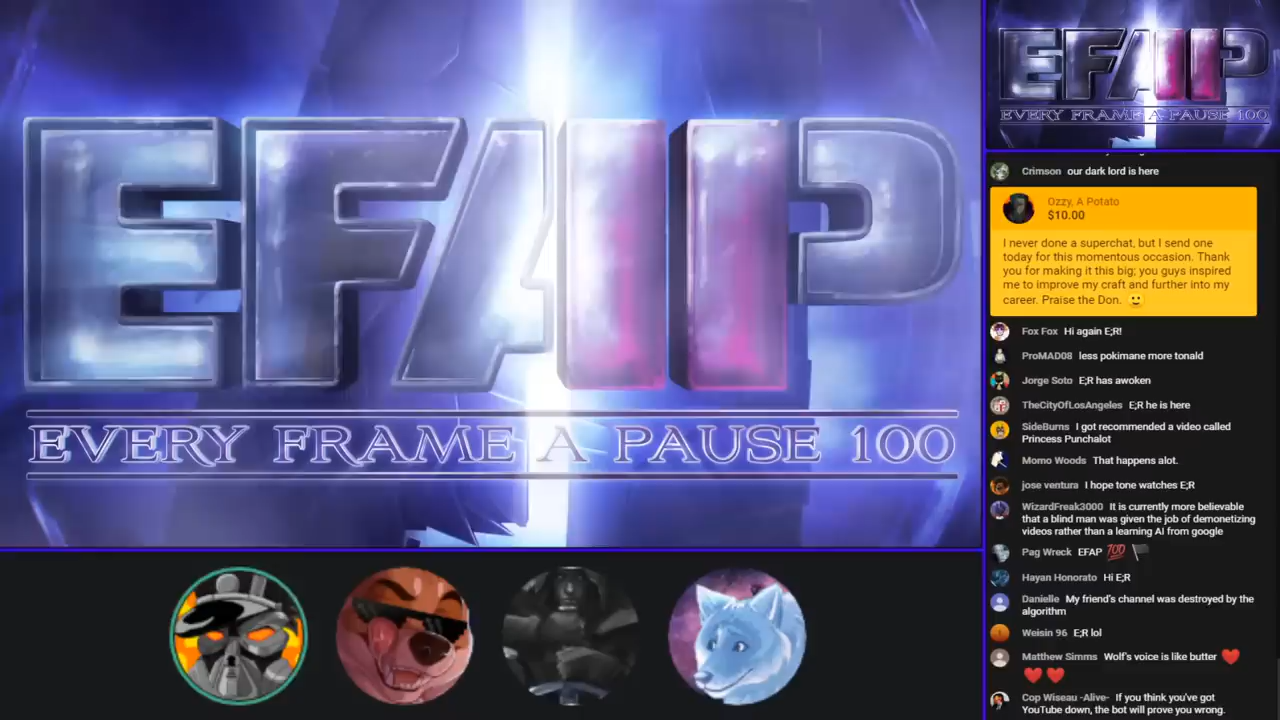 EFAIIP
EVERY FRAME A PAUSE 100
EFAIIP
EVERY FRAME A PAUSE 100
Crimson our dark lord is here
Ozzy, A Potato
$10.00
I never done a superchat, but I send one
today for this momentous occasion. Thank
you for making it this big; you guys inspired
me to improve my craft and further into my
career. Praise the Don. 🙂
Fox Fox Hi again E;R!
ProMAD08 less pokimane more tonald
Jorge Soto E;R has awoken
TheCityOfLosAngeles E;R he is here
SideBurns I got recommended a video called
Princess Punchalot
Momo Woods That happens alot.
jose ventura I hope tone watches E;R
WizardFreak3000 It is currently more believable
that a blind man was given the job of demonetizing
videos rather than a learning AI from google
Pag Wreck EFAP 💯 🏴
Hayan Honorato Hi E;R
Danielle My friend's channel was destroyed by the
algorithm
Weisin 96 E;R lol
Matthew Simms Wolf's voice is like butter ❤️
❤️ ❤️
Cop Wiseau -Alive- If you think you've got
YouTube down, the bot will prove you wrong.